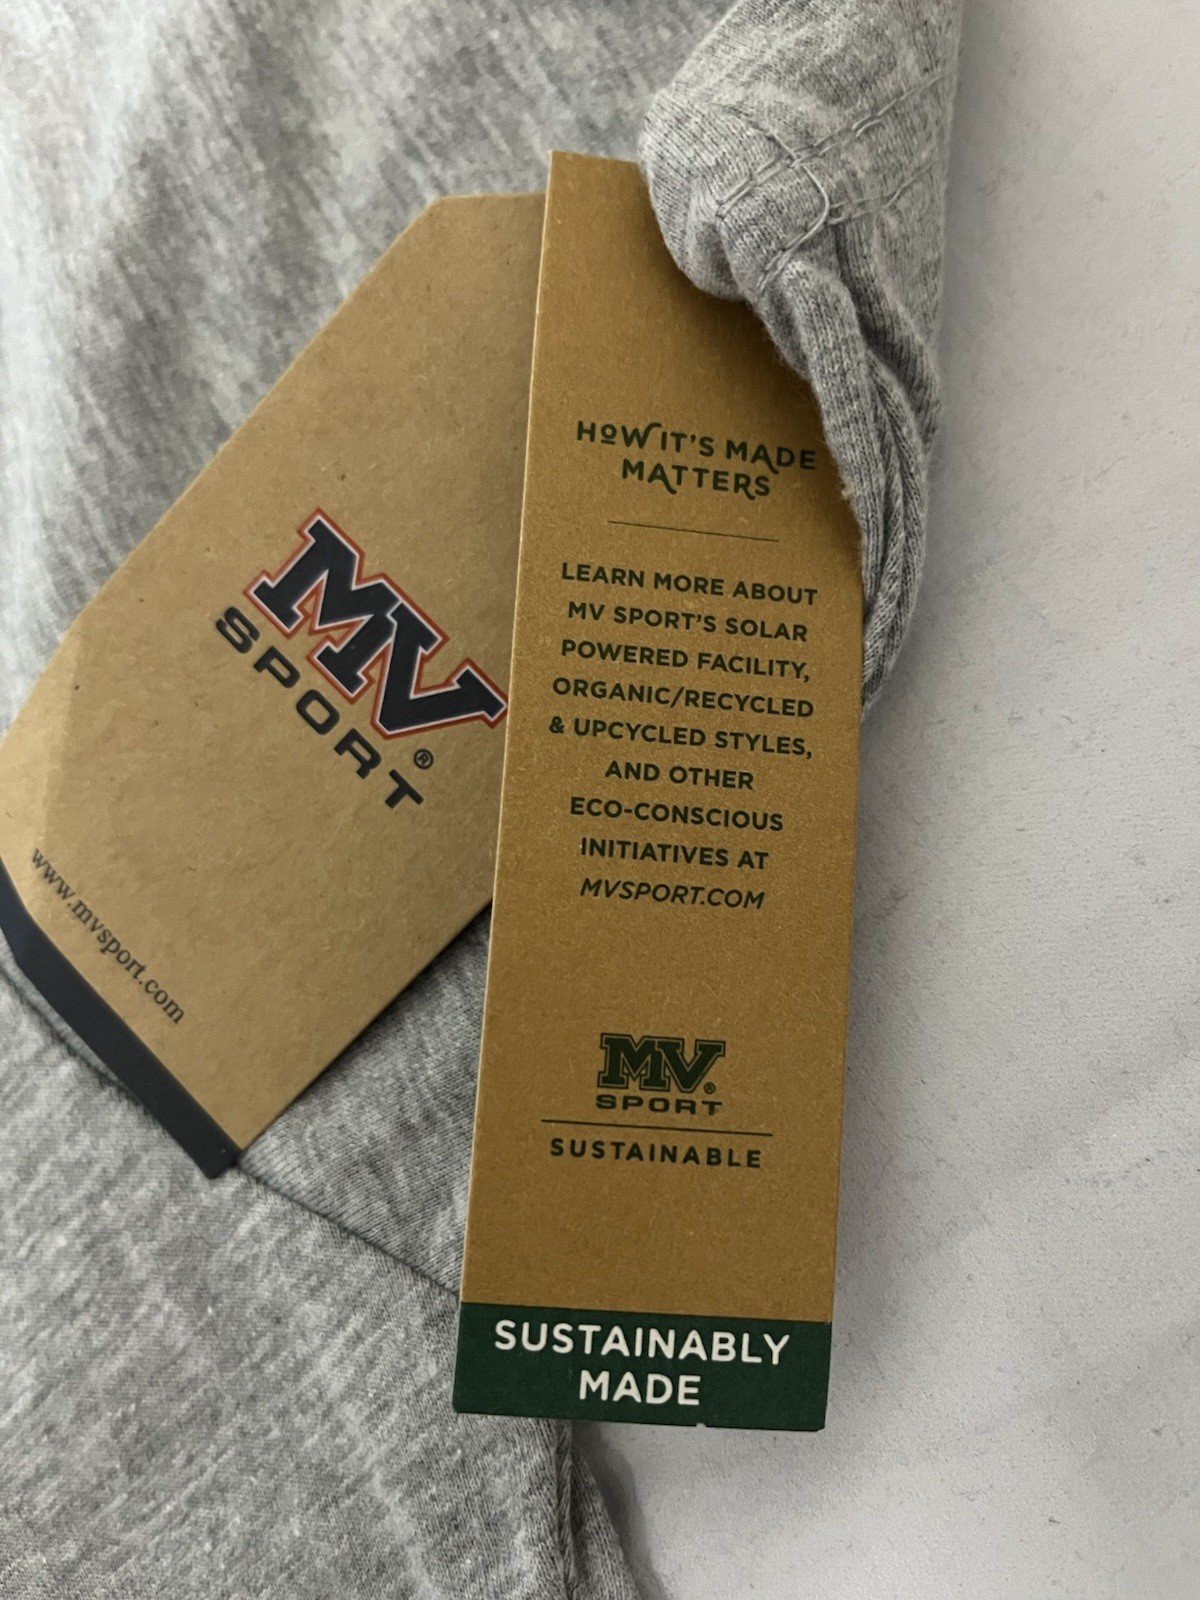 MV
SPORT®
www.mvsport.com
HOW IT'S MADE
MATTERS
LEARN MORE ABOUT
MV SPORT'S SOLAR
POWERED FACILITY,
ORGANIC/RECYCLED
& UPCYCLED STYLES,
AND OTHER
ECO-CONSCIOUS
INITIATIVES AT
MVSPORT.COM
MV®
SPORT
SUSTAINABLE
SUSTAINABLY
MADE